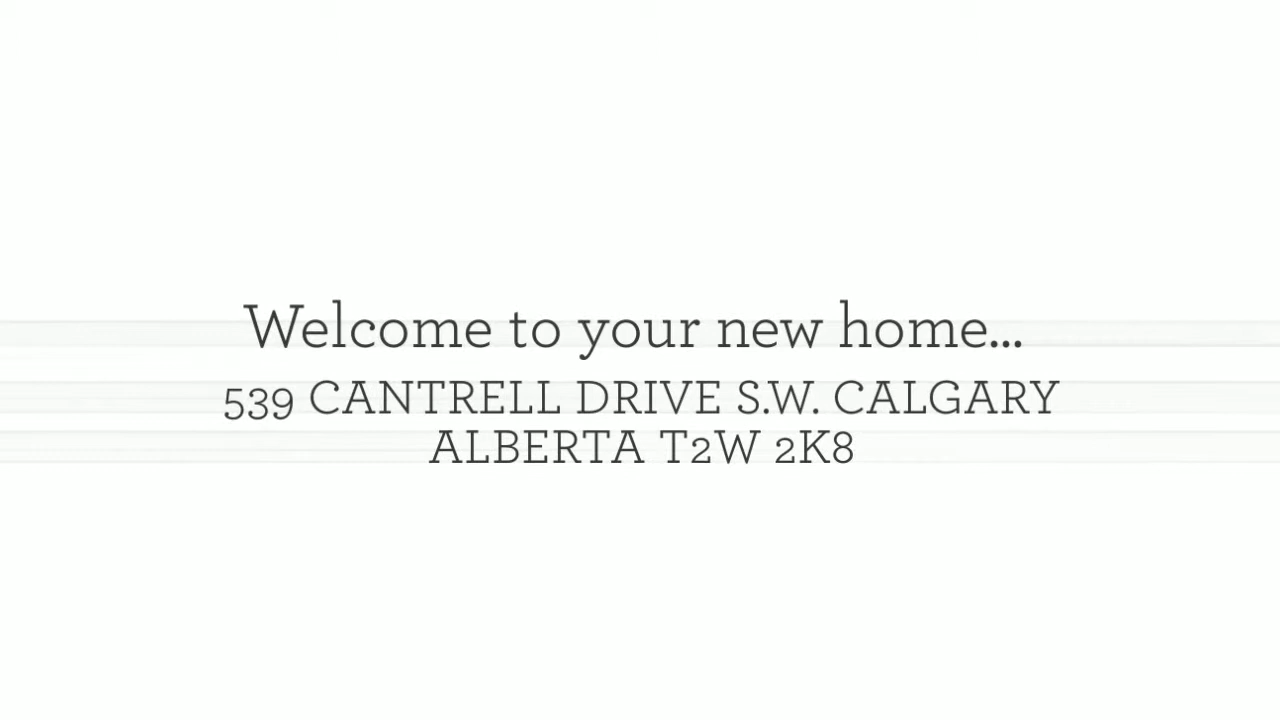 Welcome to your new home...
539 CANTRELL DRIVE S.W. CALGARY
ALBERTA T2W 2K8